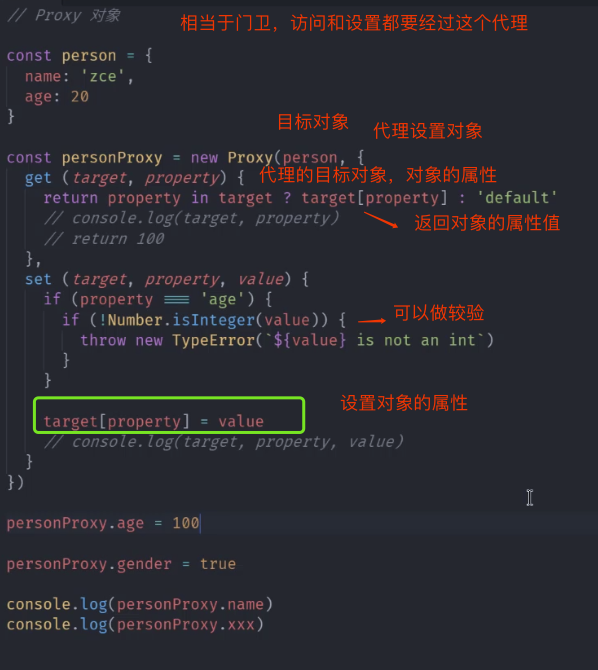 // Proxy 对象
相当于门卫，访问和设置都要经过这个代理
const person = {
name: 'zce',
age: 20
}
目标对象
代理设置对象
const personProxy = new Proxy(person, {
get (target, property) {
代理的目标对象，对象的属性
return property in target ? target[property] : 'default'
// console.log(target, property)
返回对象的属性值
// return 100
},
set (target, property, value) {
if (property === 'age') {
可以做较验
if (!Number.isInteger(value)) {
throw new TypeError(`${value} is not an int`)
}
}
设置对象的属性
target[property] = value
// console.log(target, property, value)
}
})
personProxy.age = 100
personProxy.gender = true
console.log(personProxy.name)
console.log(personProxy.xxx)